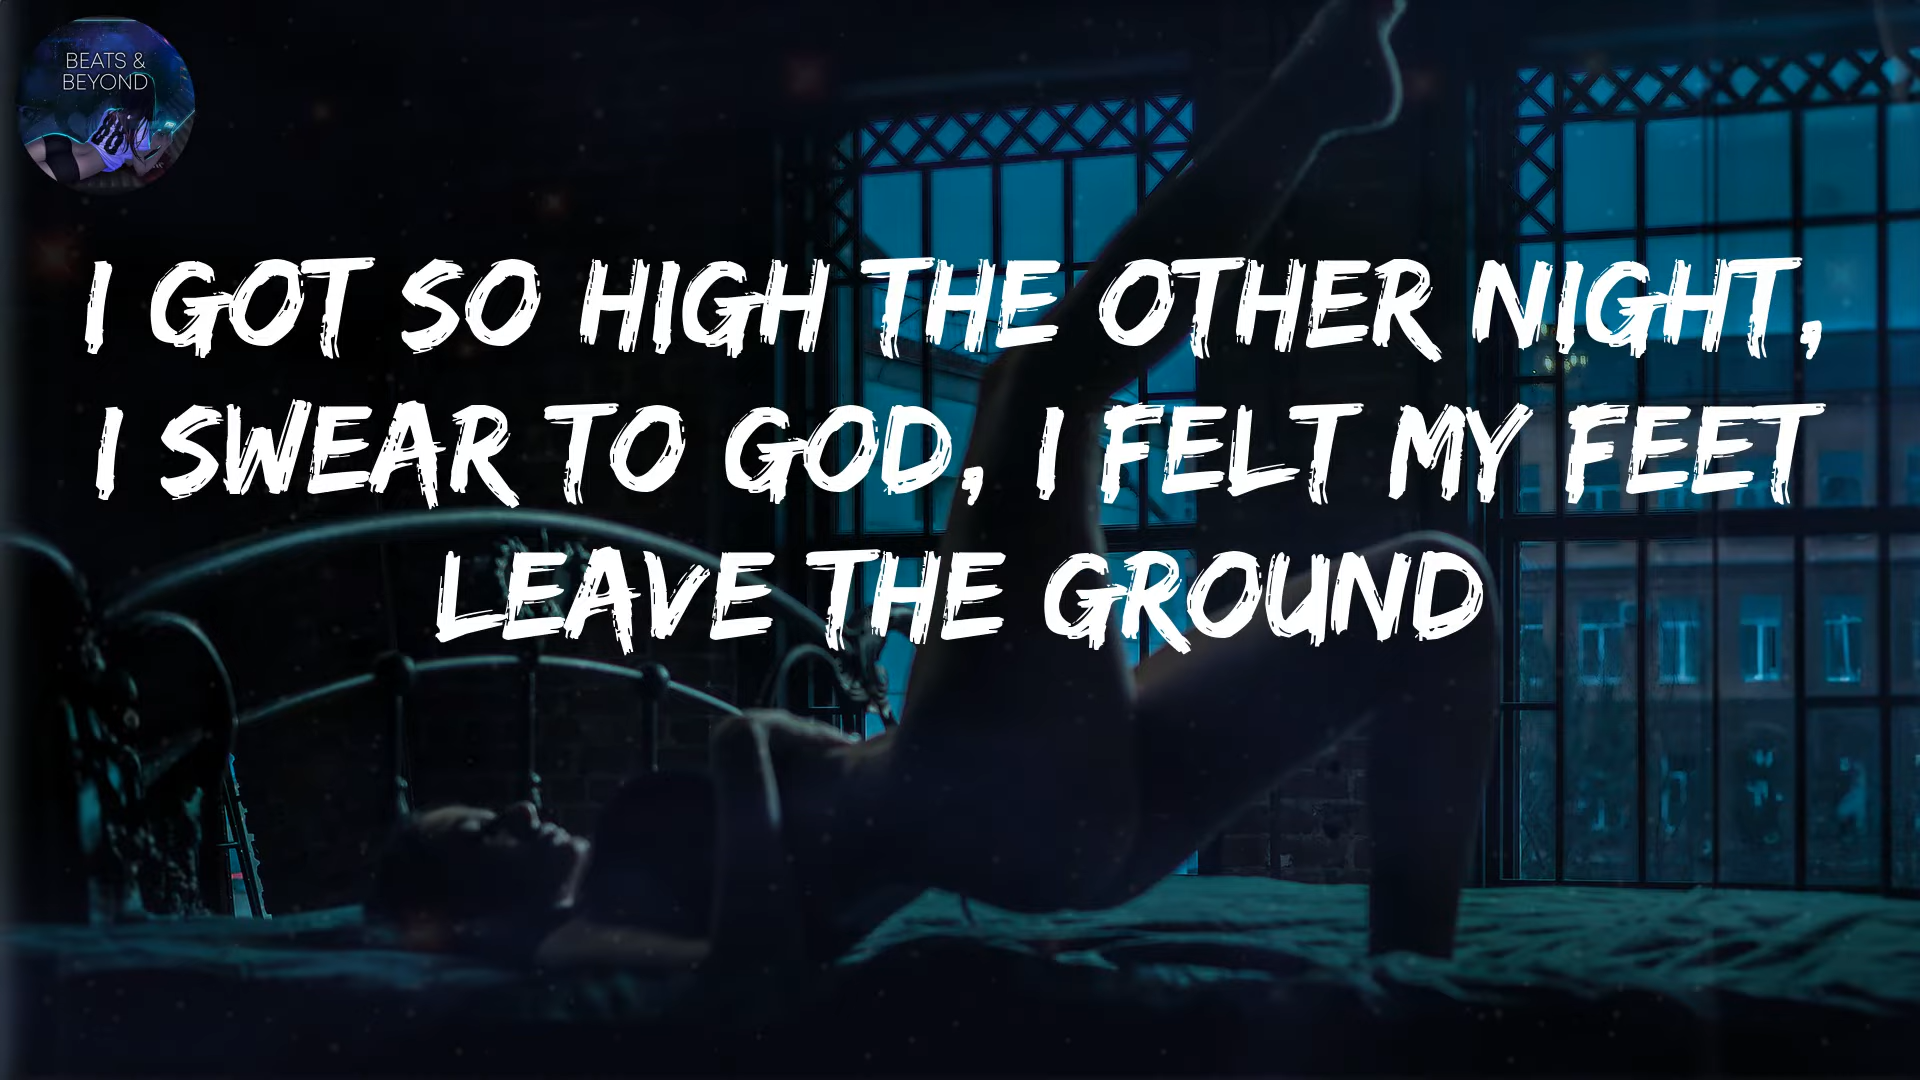 BEATS &
BEYOND
I GOT SO HIGH THE OTHER NIGHT,
I SWEAR TO GOD, I FELT MY FEET
LEAVE THE GROUND